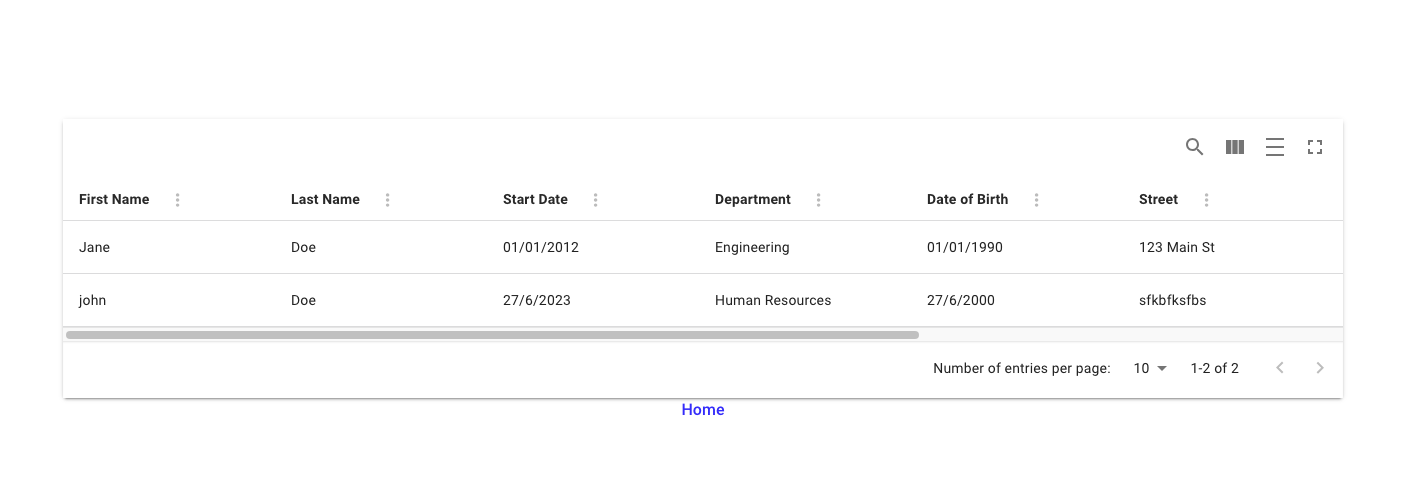 First Name Last Name Start Date Department Date of Birth Street
Jane Doe 01/01/2012 Engineering 01/01/1990 123 Main St
john Doe 27/6/2023 Human Resources 27/6/2000 sfkbfksfbs
Number of entries per page: 10 1-2 of 2
Home